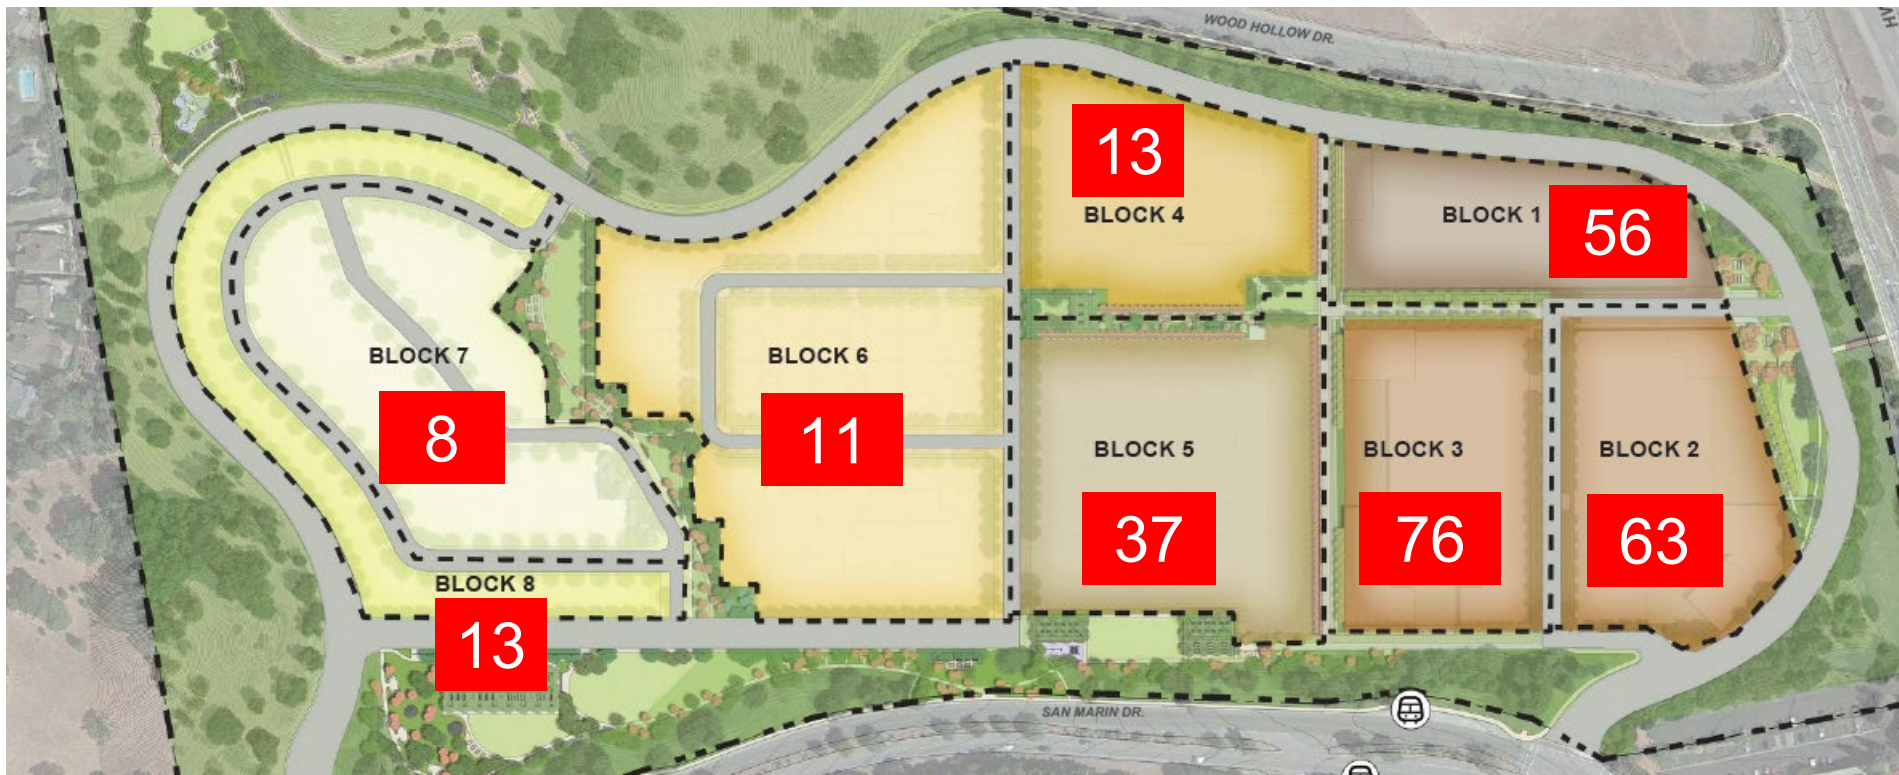 WOOD HOLLOW DR.
13
BLOCK 4
BLOCK 1
56
BLOCK 7
8
BLOCK 6
11
BLOCK 5
37
BLOCK 3
76
BLOCK 2
63
BLOCK 8
13
SAN MARIN DR.